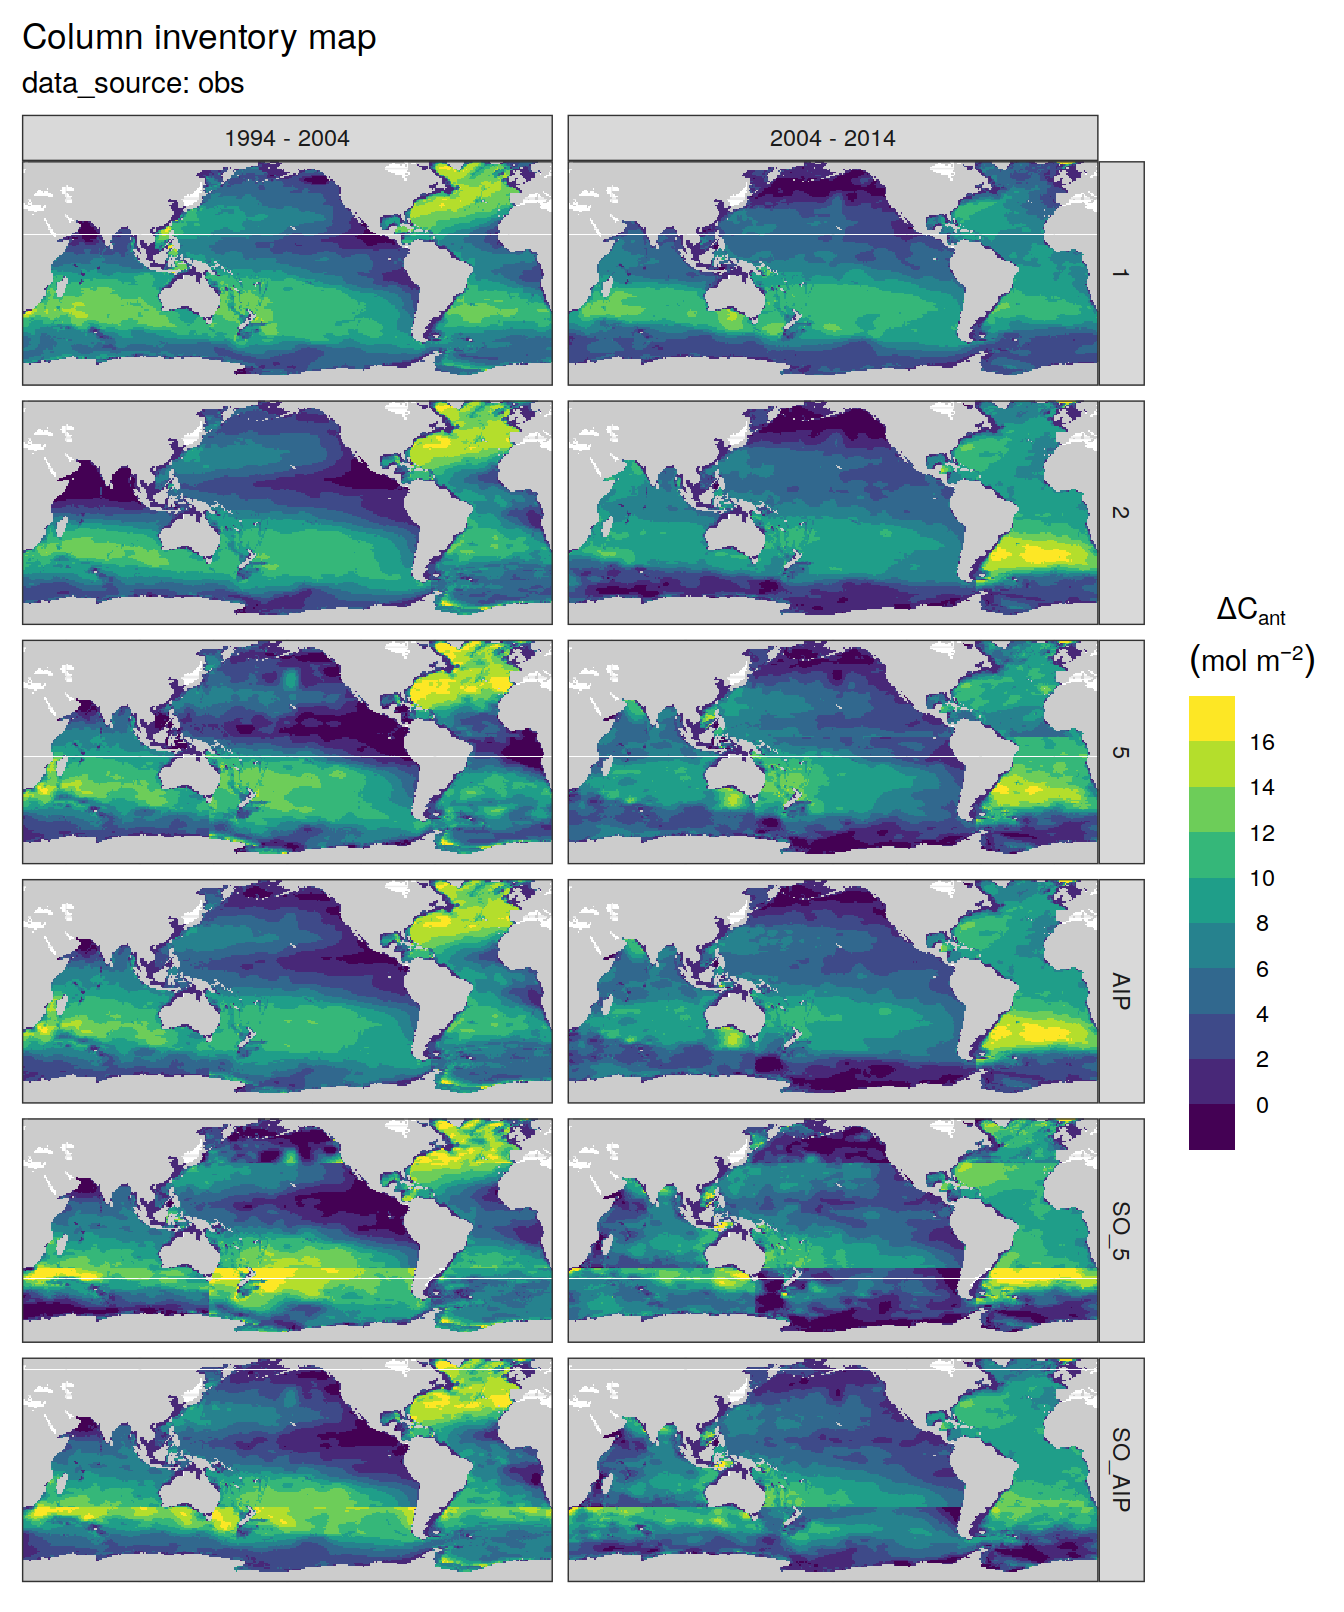 Column inventory map
data_source: obs
1994 - 2004
2004 - 2014
1
2
5
AIP
SO_5
SO_AIP
ΔCant
(mol m−2)
16
14
12
10
8
6
4
2
0